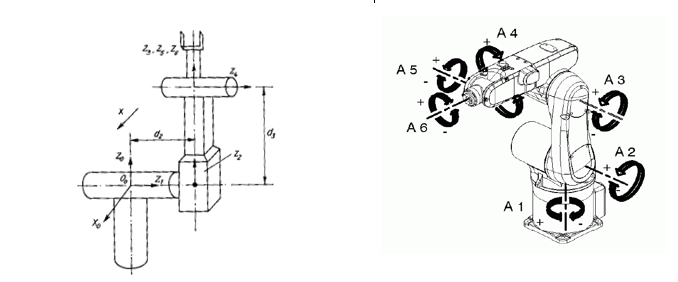 Z3, Z5, Z6
Z4
X
d2
d3
Z0
Z2
O0
Z1
X0
A 4
+
A 5
+
-
+
A 6
-
A 3
+
-
A 2
+
-
A 1
+
-